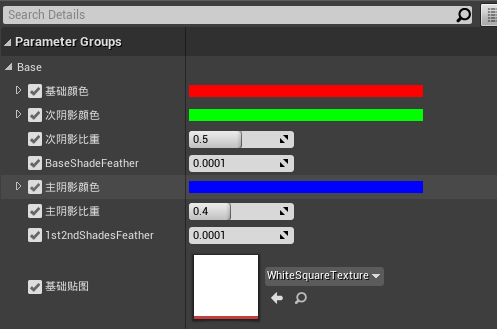 Search Details
Parameter Groups
Base
基础颜色
次阴影颜色
次阴影比重 0.5
BaseShadeFeather 0.0001
主阴影颜色
主阴影比重 0.4
1st2ndShadesFeather 0.0001
基础贴图 WhiteSquareTexture